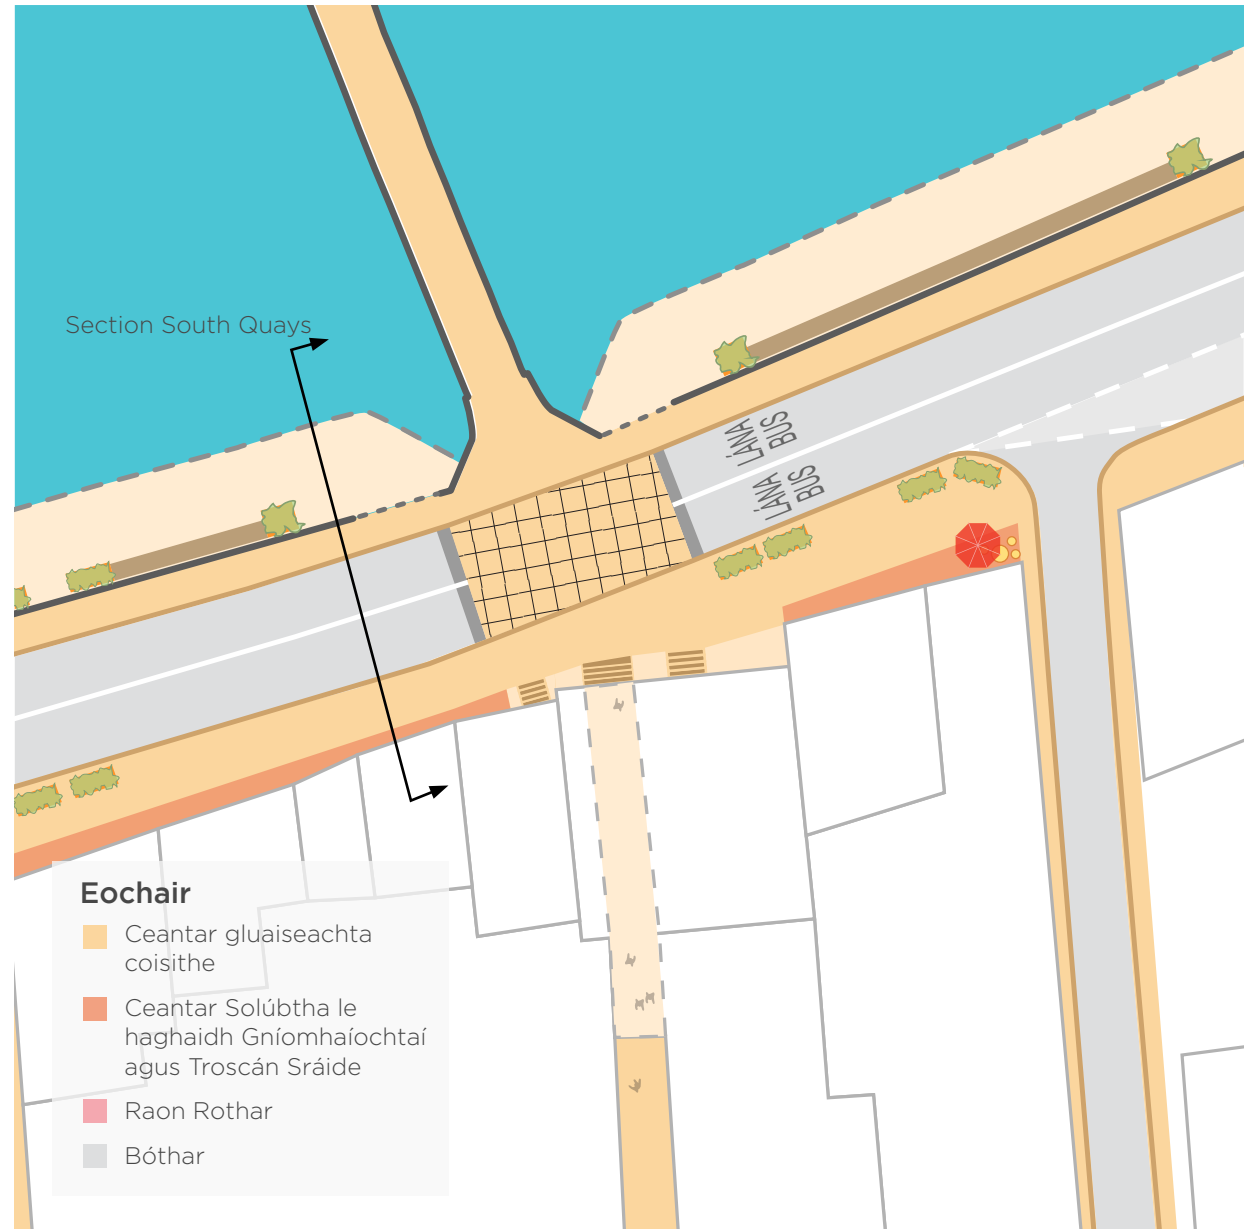 Section South Quays
LÁNA
BUS
LÁNA
BUS
Eochair
Ceantar gluaiseachta
coisithe
Ceantar Solúbtha le
haghaidh Gníomhaíochtaí
agus Troscán Sráide
Raon Rothar
Bóthar